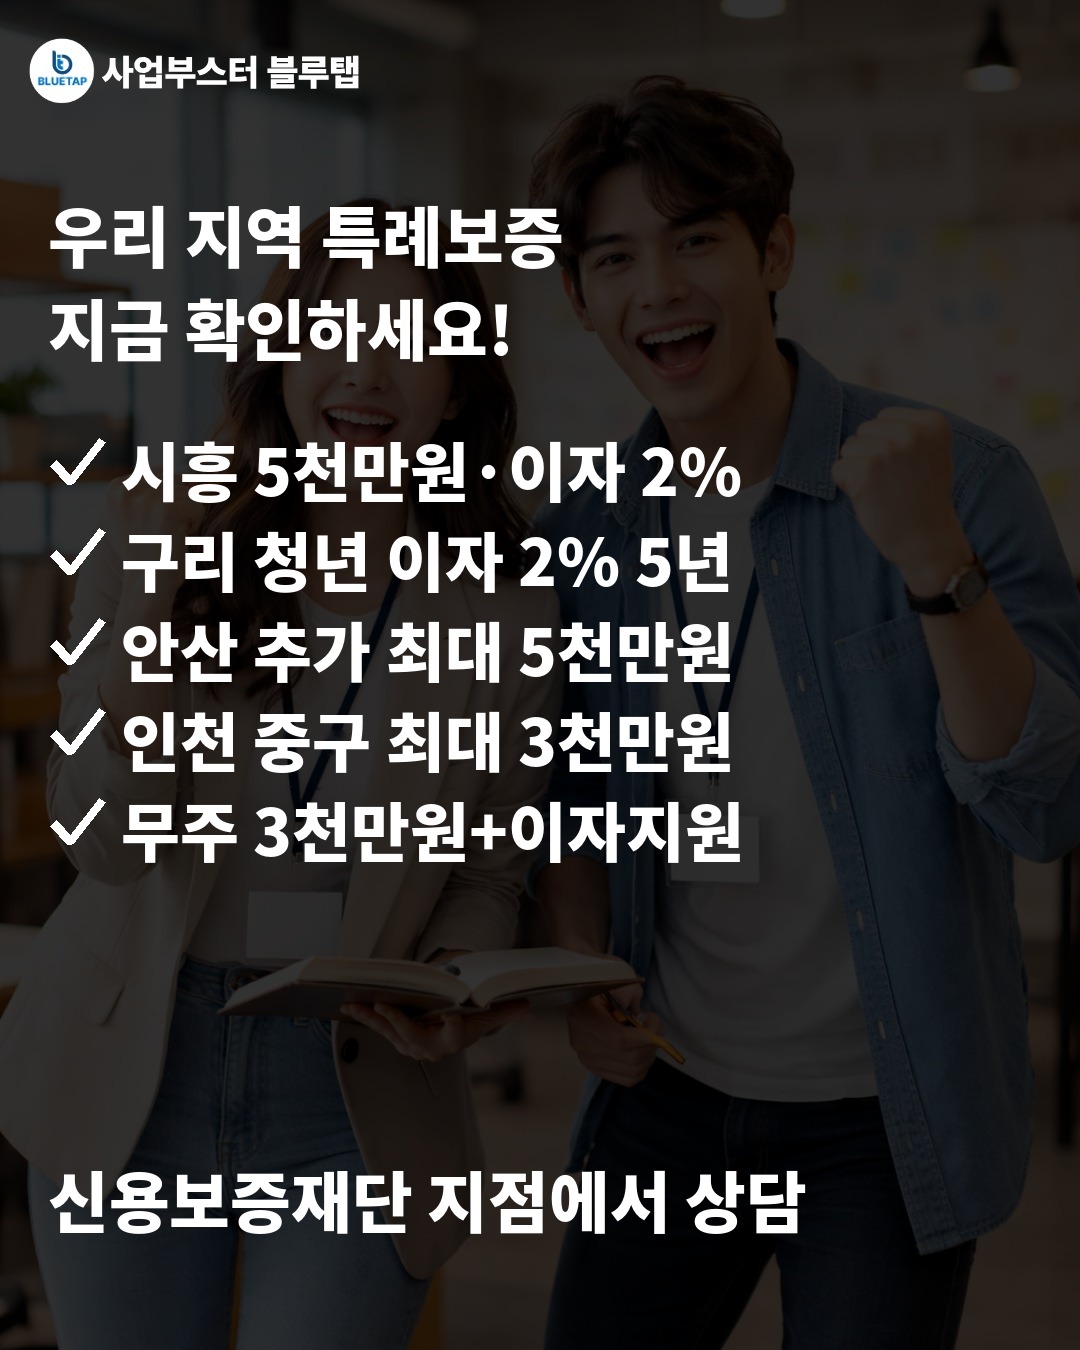 BLUETAP 사업부스터 블루탭
우리 지역 특례보증
지금 확인하세요!
시흥 5천만원·이자 2%
구리 청년 이자 2% 5년
안산 추가 최대 5천만원
인천 중구 최대 3천만원
무주 3천만원+이자지원
신용보증재단 지점에서 상담